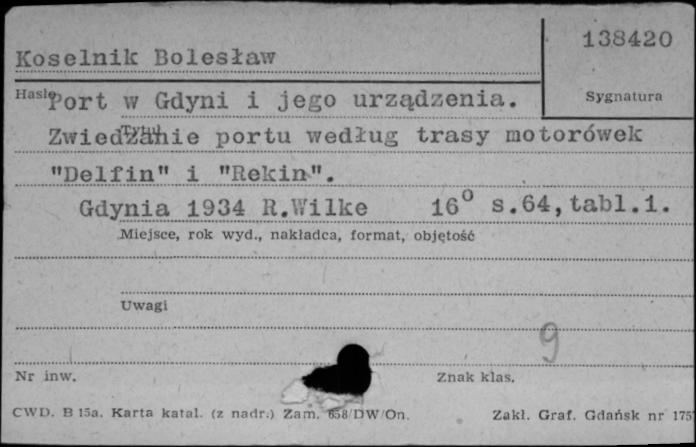 138420
Koselnik Bolesław
Hasło Port w Gdyni i jego urządzenia.
Sygnatura
Zwiedzanie portu według trasy motorówek
Tytuł
"Delfin" i "Rekin".
Gdynia 1934 R.Wilke 16° s.64,tabl.1.
Miejsce, rok wyd., nakładca, format, objętość
Uwagi
9
Nr inw.
Znak klas.
CWD. B 15a. Karta katal. (z nadr.) Zam. 658/DW/On. Zakł. Graf. Gdańsk nr 175